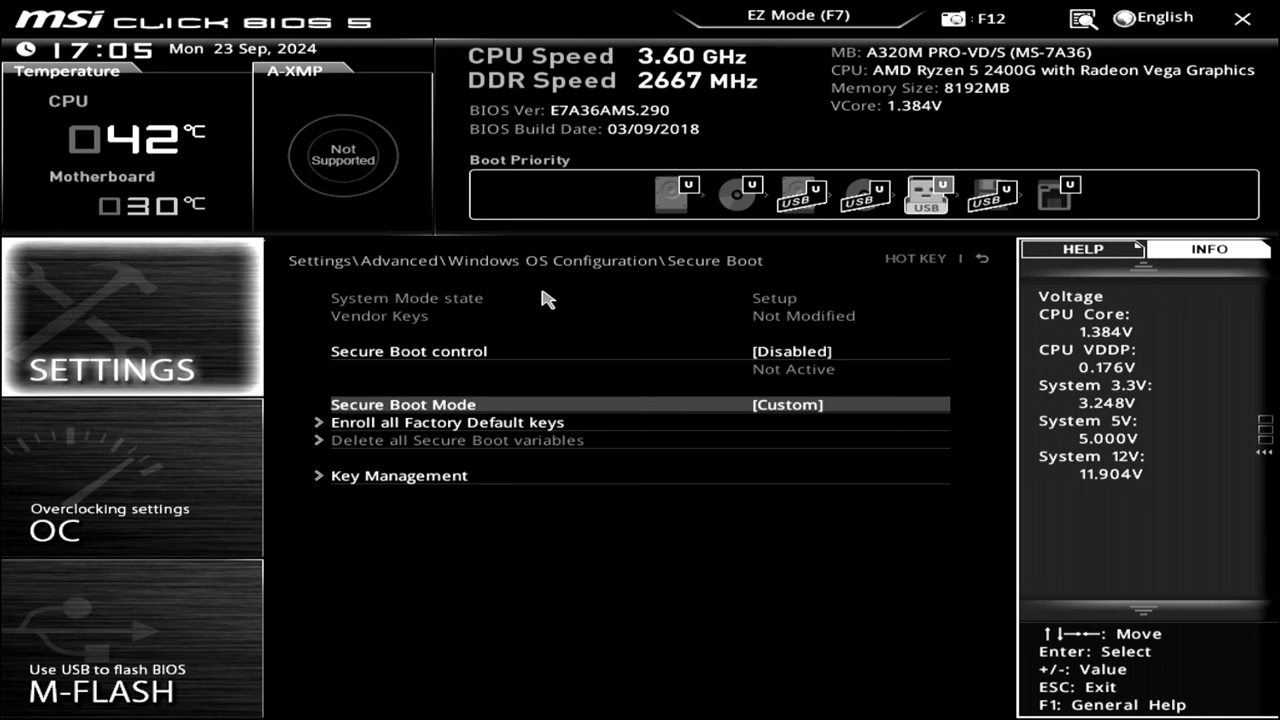 msi CLICK BIOS 5
EZ Mode (F7)
: F12
English
17:05 Mon 23 Sep, 2024
Temperature
A-XMP
CPU
042°C
Motherboard
030°C
Not Supported
CPU Speed 3.60 GHz
DDR Speed 2667 MHz
BIOS Ver: E7A36AMS.290
BIOS Build Date: 03/09/2018
MB: A320M PRO-VD/S (MS-7A36)
CPU: AMD Ryzen 5 2400G with Radeon Vega Graphics
Memory Size: 8192MB
VCore: 1.384V
Boot Priority
U U USB U USB U USB U USB U U
SETTINGS
Overclocking settings
OC
Use USB to flash BIOS
M-FLASH
Settings\Advanced\Windows OS Configuration\Secure Boot
HOT KEY |
System Mode state Setup
Vendor Keys Not Modified
Secure Boot control [Disabled]
Not Active
Secure Boot Mode [Custom]
> Enroll all Factory Default keys
> Delete all Secure Boot variables
> Key Management
HELP INFO
Voltage
CPU Core:
1.384V
CPU VDDP:
0.176V
System 3.3V:
3.248V
System 5V:
5.000V
System 12V:
11.904V
↑↓→←: Move
Enter: Select
+/-: Value
ESC: Exit
F1: General Help